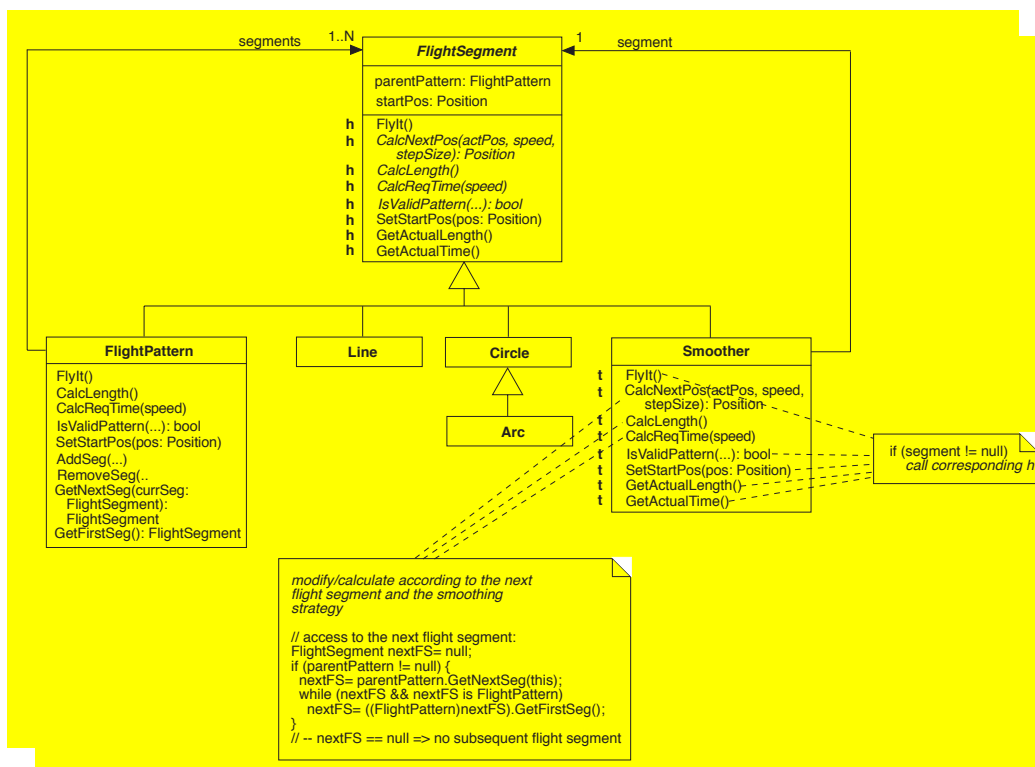 segments
1..N
1
segment
FlightSegment
parentPattern: FlightPattern
startPos: Position
h FlyIt()
h CalcNextPos(actPos, speed,
stepSize): Position
h CalcLength()
h CalcReqTime(speed)
h IsValidPattern(...): bool
h SetStartPos(pos: Position)
h GetActualLength()
h GetActualTime()
FlightPattern
FlyIt()
CalcLength()
CalcReqTime(speed)
IsValidPattern(...): bool
SetStartPos(pos: Position)
AddSeg(...)
RemoveSeg(..
GetNextSeg(currSeg:
FlightSegment):
FlightSegment
GetFirstSeg(): FlightSegment
Line
Circle
Arc
Smoother
t FlyIt()
t CalcNextPos(actPos, speed,
stepSize): Position
t CalcLength()
t CalcReqTime(speed)
t IsValidPattern(...): bool
t SetStartPos(pos: Position)
t GetActualLength()
t GetActualTime()
if (segment != null)
call corresponding h
modify/calculate according to the next
flight segment and the smoothing
strategy
// access to the next flight segment:
FlightSegment nextFS= null;
if (parentPattern != null) {
nextFS= parentPattern.GetNextSeg(this);
while (nextFS && nextFS is FlightPattern)
nextFS= ((FlightPattern)nextFS).GetFirstSeg();
}
// -- nextFS == null => no subsequent flight segment